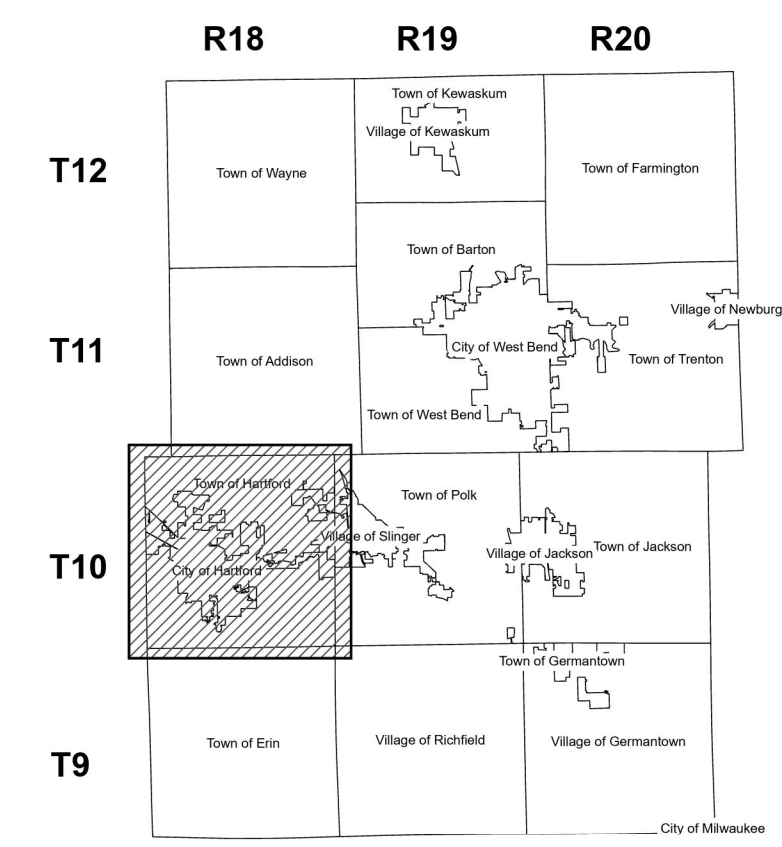 R18
R19
R20
Town of Kewaskum
Village of Kewaskum
T12
Town of Wayne
Town of Farmington
Town of Barton
Village of Newburg
T11
City of West Bend
Town of Addison
Town of Trenton
Town of West Bend
Town of Hartford
Town of Polk
Village of Slinger
Village of Jackson
Town of Jackson
T10
City of Hartford
Town of Germantown
T9
Town of Erin
Village of Richfield
Village of Germantown
City of Milwaukee